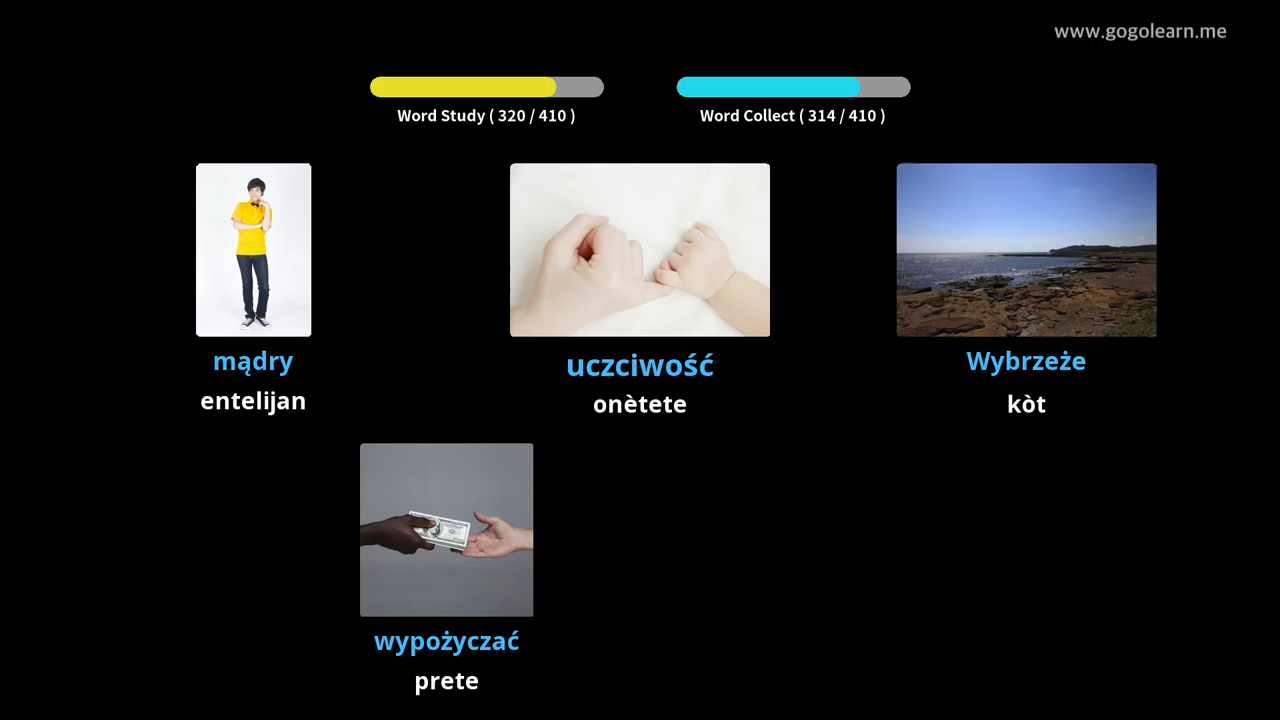 www.gogolearn.me
Word Study ( 320 / 410 )
Word Collect ( 314 / 410 )
mądry
entelijan
uczciwość
onètete
Wybrzeże
kòt
wypożyczać
prete